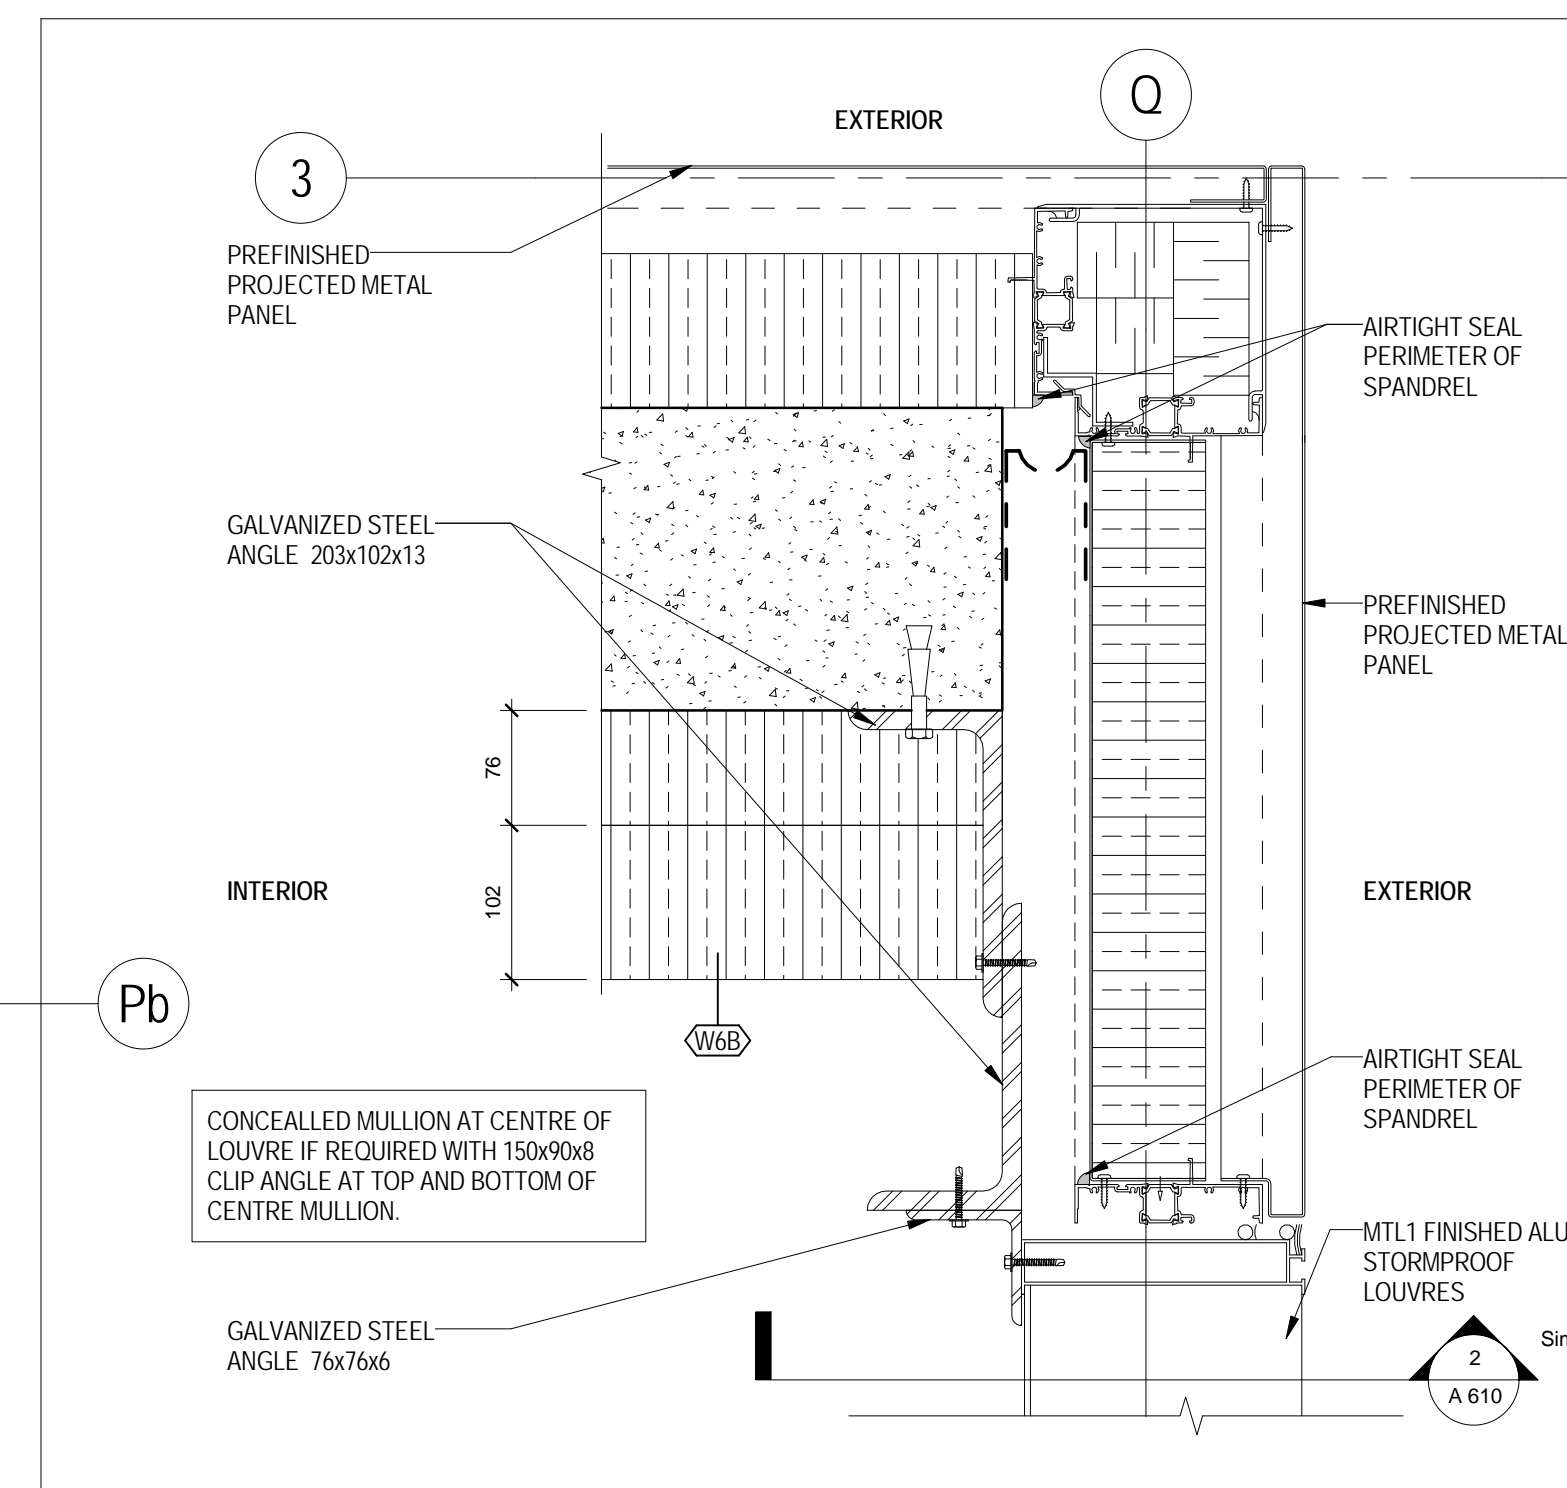 EXTERIOR
Q
3
PREFINISHED
PROJECTED METAL
PANEL
AIRTIGHT SEAL
PERIMETER OF
SPANDREL
GALVANIZED STEEL
ANGLE 203x102x13
PREFINISHED
PROJECTED METAL
PANEL
76
102
INTERIOR
EXTERIOR
Pb
W6B
AIRTIGHT SEAL
PERIMETER OF
SPANDREL
CONCEALLED MULLION AT CENTRE OF
LOUVRE IF REQUIRED WITH 150x90x8
CLIP ANGLE AT TOP AND BOTTOM OF
CENTRE MULLION.
MTL1 FINISHED ALU
STORMPROOF
LOUVRES
GALVANIZED STEEL
ANGLE 76x76x6
2
A 610